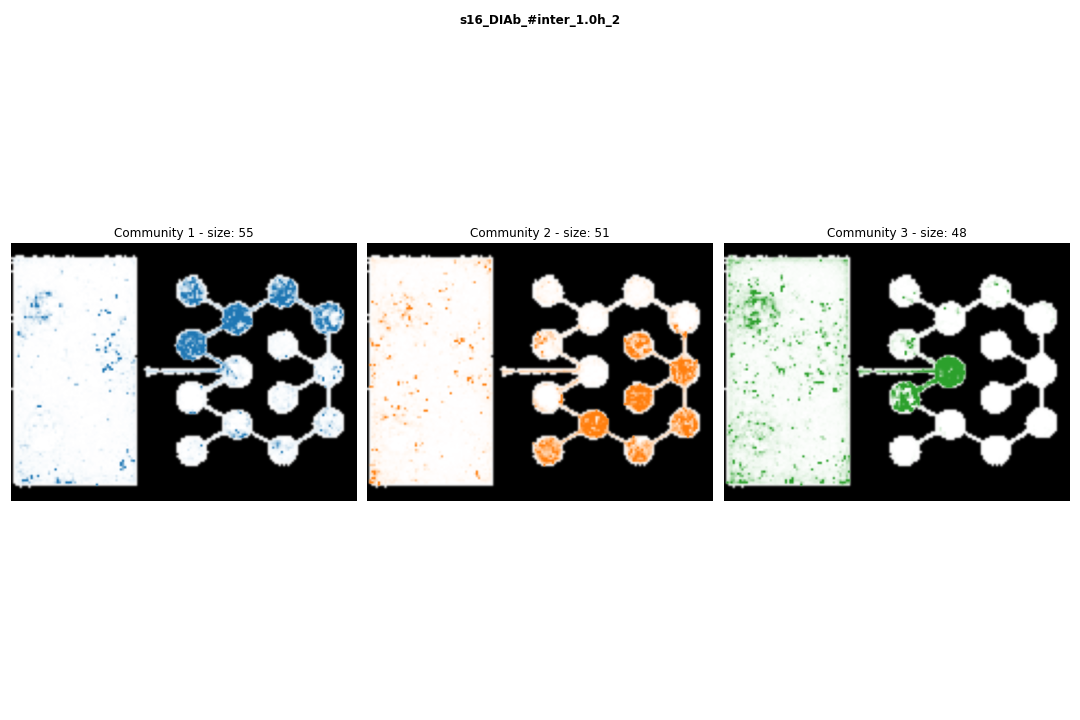 s16_DIAb_#inter_1.0h_2
Community 1 - size: 55
Community 2 - size: 51
Community 3 - size: 48